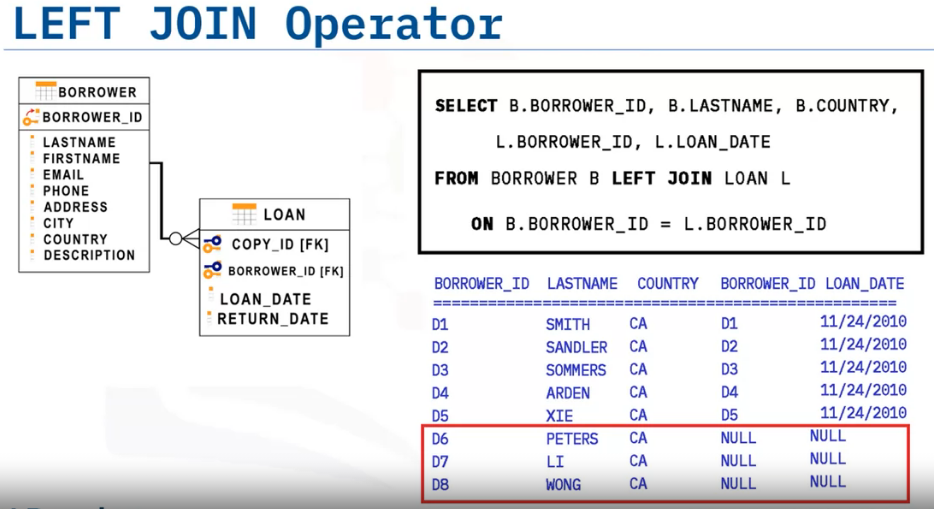 LEFT JOIN Operator
BORROWER
BORROWER_ID
LASTNAME
FIRSTNAME
EMAIL
PHONE
ADDRESS
CITY
COUNTRY
DESCRIPTION
LOAN
COPY_ID [FK]
BORROWER_ID [FK]
LOAN_DATE
RETURN_DATE
SELECT B.BORROWER_ID, B.LASTNAME, B.COUNTRY,
L.BORROWER_ID, L.LOAN_DATE
FROM BORROWER B LEFT JOIN LOAN L
ON B.BORROWER_ID = L.BORROWER_ID
BORROWER_ID LASTNAME COUNTRY BORROWER_ID LOAN_DATE
===================================================
D1 SMITH CA D1 11/24/2010
D2 SANDLER CA D2 11/24/2010
D3 SOMMERS CA D3 11/24/2010
D4 ARDEN CA D4 11/24/2010
D5 XIE CA D5 11/24/2010
D6 PETERS CA NULL NULL
D7 LI CA NULL NULL
D8 WONG CA NULL NULL